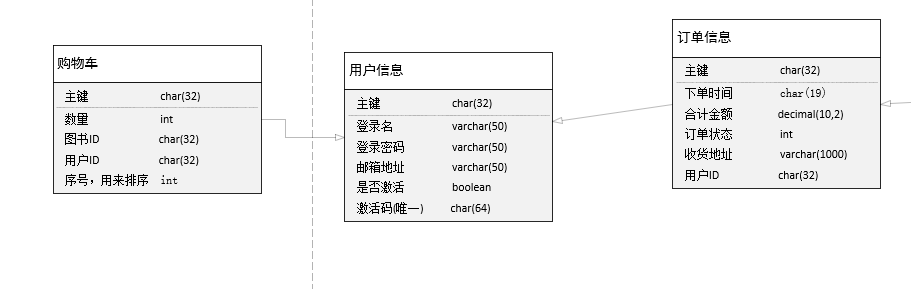 购物车
主键 char(32)
数量 int
图书ID char(32)
用户ID char(32)
序号，用来排序 int
用户信息
主键 char(32)
登录名 varchar(50)
登录密码 varchar(50)
邮箱地址 varchar(50)
是否激活 boolean
激活码(唯一) char(64)
订单信息
主键 char(32)
下单时间 char(19)
合计金额 decimal(10,2)
订单状态 int
收货地址 varchar(1000)
用户ID char(32)